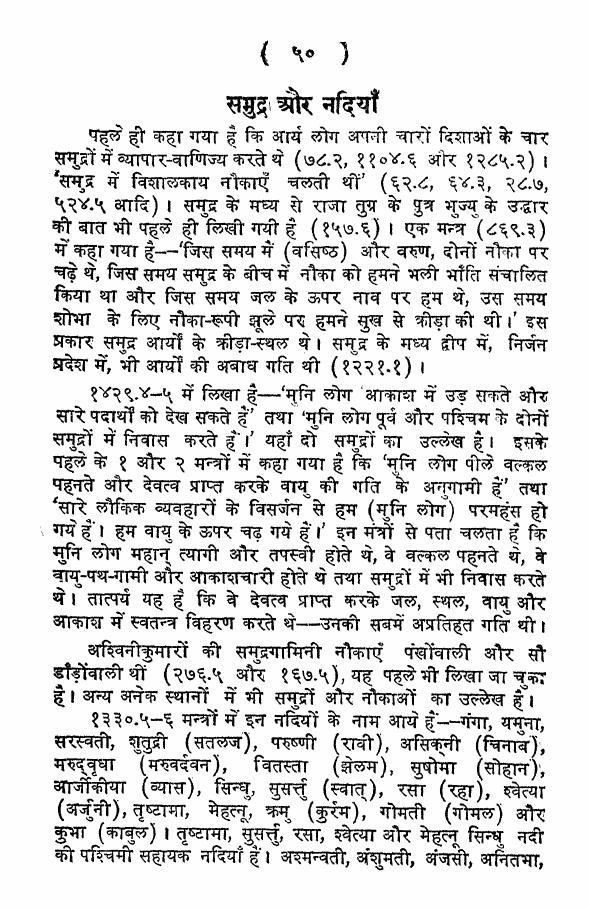 ( ५० )
समुद्र और नदियाँ
पहले ही कहा गया है कि आर्य लोग अपनी चारों दिशाओं के चार
समुद्रों में व्यापार-वाणिज्य करते थे (७८.२, ११०४.६ और १२८५.२)।
'समुद्र में विशालकाय नौकाएँ चलती थीं' (६२.८, ६४.३, २८.७,
५२४.५ आदि)। समुद्र के मध्य से राजा तुग्र के पुत्र भुज्यु के उद्धार
की बात भी पहले ही लिखी गयी है (१५७.६)। एक मन्त्र (८६९.३)
में कहा गया है—'जिस समय मैं (वसिष्ठ) और वरुण, दोनों नौका पर
चढ़े थे, जिस समय समुद्र के बीच में नौका को हमने भली भाँति संचालित
किया था और जिस समय जल के ऊपर नाव पर हम थे, उस समय
शोभा के लिए नौका-रूपी झूले पर हमने सुख से क्रीड़ा की थी।' इस
प्रकार समुद्र आर्यों के क्रीड़ा-स्थल थे। समुद्र के मध्य द्वीप में, निर्जन
प्रदेश में, भी आर्यों की अबाध गति थी (१२२१.१)।
१४२९.४-५ में लिखा है—'मुनि लोग आकाश में उड़ सकते और
सारे पदार्थों को देख सकते हैं' तथा 'मुनि लोग पूर्व और पश्चिम के दोनों
समुद्रों में निवास करते हैं।' यहाँ दो समुद्रों का उल्लेख है। इसके
पहले के १ और २ मन्त्रों में कहा गया है कि 'मुनि लोग पीले वल्कल
पहनते और देवत्व प्राप्त करके वायु की गति के अनुगामी हैं' तथा
'सारे लौकिक व्यवहारों के विसर्जन से हम (मुनि लोग) परमहंस हो
गये हैं। हम वायु के ऊपर चढ़ गये हैं।' इन मंत्रों से पता चलता है कि
मुनि लोग महान् त्यागी और तपस्वी होते थे, वे वल्कल पहनते थे, वे
वायु-पथ-गामी और आकाशचारी होते थे तथा समुद्रों में भी निवास करते
थे। तात्पर्य यह है कि वे देवत्व प्राप्त करके जल, स्थल, वायु और
आकाश में स्वतन्त्र विहरण करते थे—उनकी सबमें अप्रतिहत गति थी।
अश्विनीकुमारों की समुद्रगामिनी नौकाएँ पंखोंवाली और सौ
डाँड़ोंवाली थीं (२७६.५ और १६७.५), यह पहले भी लिखा जा चुका
है। अन्य अनेक स्थानों में भी समुद्रों और नौकाओं का उल्लेख है।
१३३०.५-६ मन्त्रों में इन नदियों के नाम आये हैं—गंगा, यमुना,
सरस्वती, शुतुद्री (सतलज), परुष्णी (रावी), असिक्नी (चिनाब),
मरुद्वृधा (मरुवर्दवन), वितस्ता (झेलम), सुषोमा (सोहान),
आर्जीकीया (व्यास), सिन्धु, सुसर्त्तु (स्वात्), रसा (रहा), श्वेत्या
(अर्जुनी), तृष्टामा, मेहत्नू, क्रमु (कुर्रम), गोमती (गोमल) और
कुभा (काबुल)। तृष्टामा, सुसर्त्तु, रसा, श्वेत्या और मेहत्नू सिन्धु नदी
की पश्चिमी सहायक नदियाँ हैं। अश्मन्वती, अंशुमती, अंजसी, अनितभा,